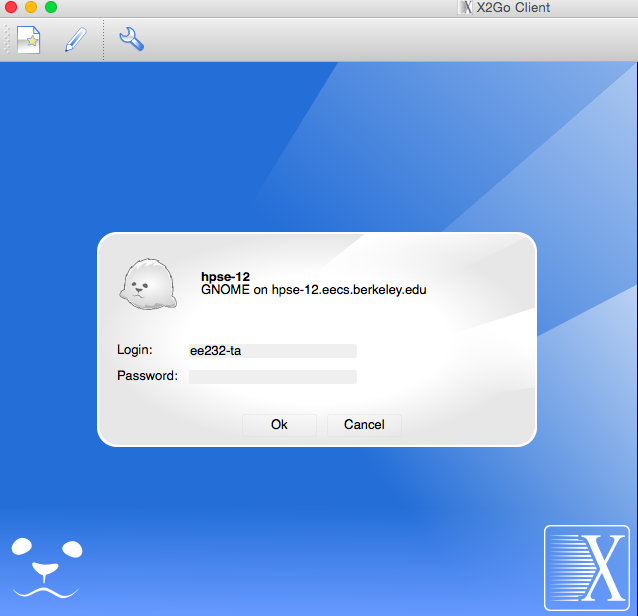 X2Go Client
hpse-12
GNOME on hpse-12.eecs.berkeley.edu
Login: ee232-ta
Password:
Ok Cancel
X